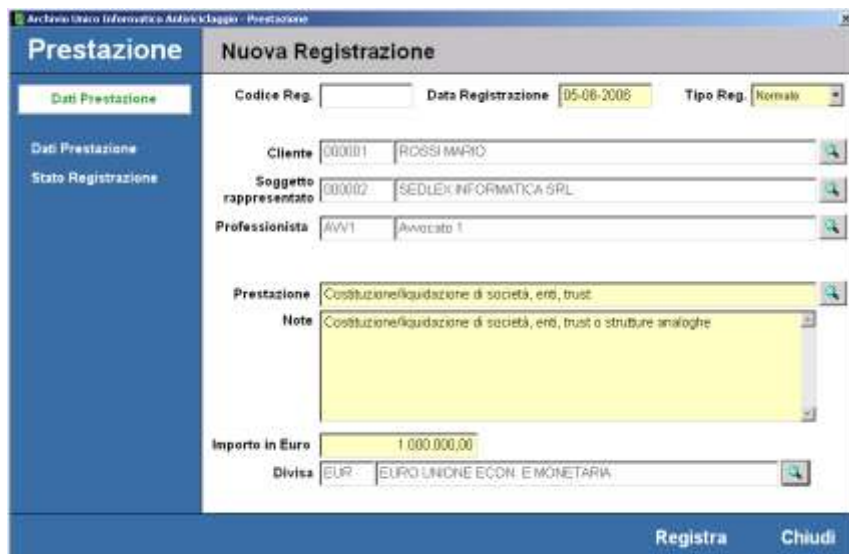 Archivio Unico Informatico Antiriciclaggio - Prestazione
Prestazione
Nuova Registrazione
Dati Prestazione
Codice Reg.
Data Registrazione 05-06-2006
Tipo Reg. Normale
Dati Prestazione
Stato Registrazione
Cliente 000001 ROSSI MARIO
Soggetto
rappresentato 000002 SEDLEX INFORMATICA SRL
Professionista AVV1 Avvocato 1
Prestazione Costituzione/liquidazione di società, enti, trust
Note Costituzione/liquidazione di società, enti, trust o strutture analoghe
Importo in Euro 1.000.000,00
Divisa EUR EURO UNIONE ECON. E MONETARIA
Registra Chiudi